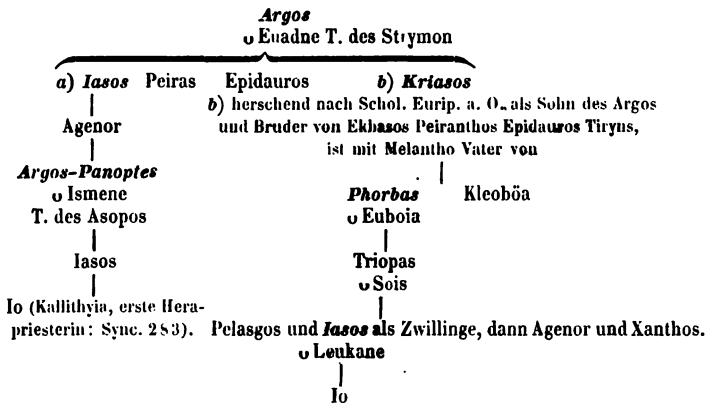 Argos
∪ Euadne T. des Strymon
a) Iasos Peiras Epidauros b) Kriasos
b) herschend nach Schol. Eurip. a. O. als Sohn des Argos
Agenor und Bruder von Ekbasos Peiranthos Epidauros Tiryns,
ist mit Melantho Vater von
Argos-Panoptes
∪ Ismene Phorbas Kleoböa
T. des Asopos ∪ Euboia
Iasos Triopas
∪ Sois
Io (Kallithyia, erste Hera-
priesterin: Sync. 283). Pelasgos und Iasos als Zwillinge, dann Agenor und Xanthos.
∪ Leukane
Io